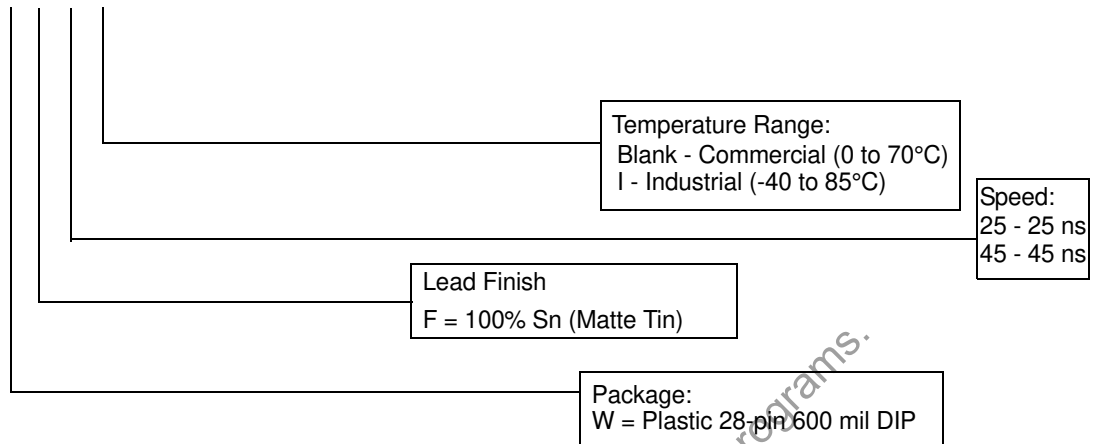 Temperature Range:
Blank - Commercial (0 to 70°C)
I - Industrial (-40 to 85°C)
Speed:
25 - 25 ns
45 - 45 ns
Lead Finish
F = 100% Sn (Matte Tin)
Package:
W = Plastic 28-pin 600 mil DIP
rograms.